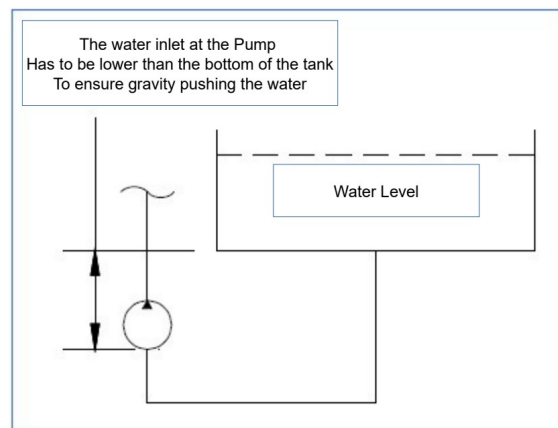 The water inlet at the Pump
Has to be lower than the bottom of the tank
To ensure gravity pushing the water
Water Level